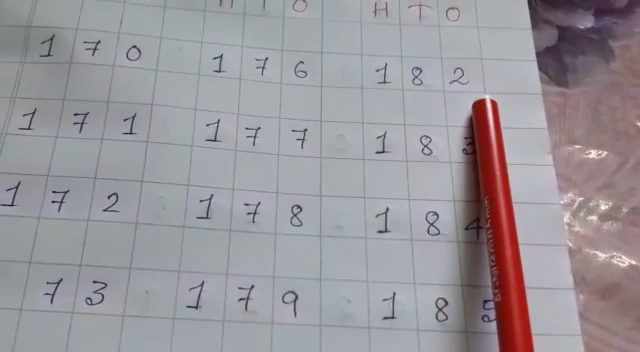 H T O H T O
1 7 0 1 7 6 1 8 2
1 7 1 1 7 7 1 8 3
1 7 2 1 7 8 1 8 4
7 3 1 7 9 1 8